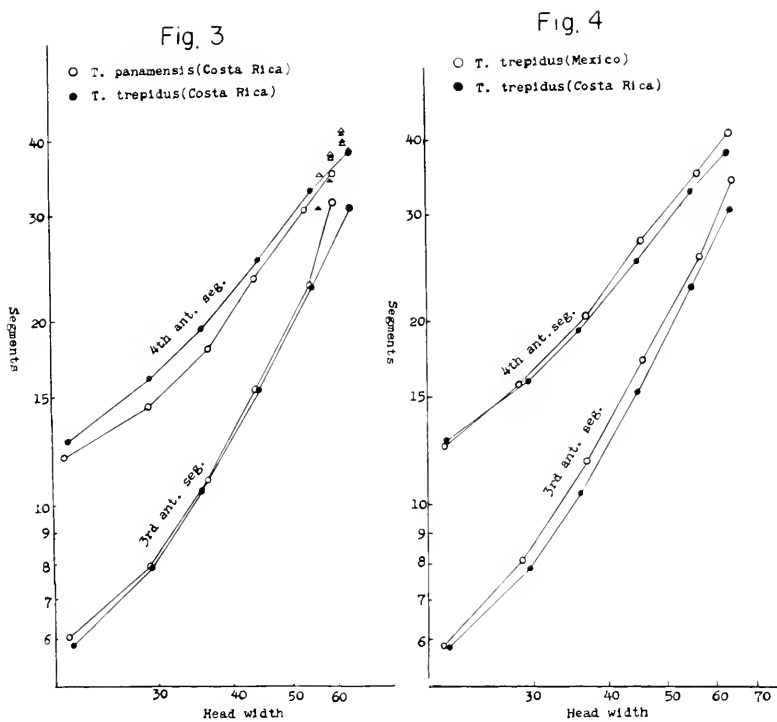 Fig. 3
○ T. panamensis(Costa Rica)
● T. trepidus(Costa Rica)
40
30
20
15
10
9
8
7
6
Segments
4th ant. seg.
3rd ant. seg.
30 40 50 60
Head width
Fig. 4
○ T. trepidus(Mexico)
● T. trepidus(Costa Rica)
40
30
20
15
10
9
8
7
6
Segments
4th ant.seg.
3rd ant. seg.
30 40 50 60 70
Head width